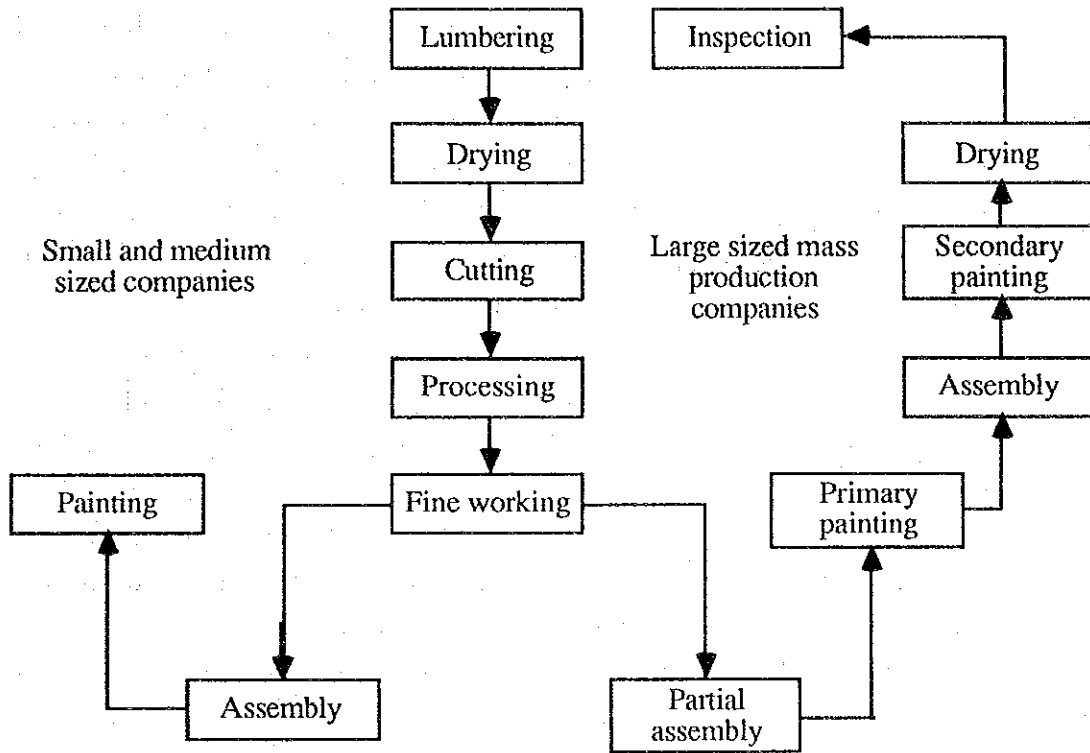 Lumbering
Inspection
Drying
Drying
Small and medium
sized companies
Cutting
Large sized mass
production
companies
Secondary
painting
Processing
Assembly
Painting
Fine working
Primary
painting
Assembly
Partial
assembly